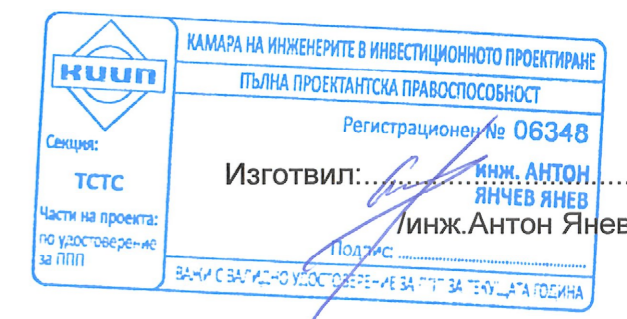 КАМАРА НА ИНЖЕНЕРИТЕ В ИНВЕСТИЦИОННОТО ПРОЕКТИРАНЕ
КИИП
ПЪЛНА ПРОЕКТАНТСКА ПРАВОСПОСОБНОСТ
Регистрационен № 06348
Секция:
ТСТС
Изготвил:....................
инж. АНТОН
ЯНЧЕВ ЯНЕВ
/инж.Антон Янев
Части на проекта:
по удостоверение
за ППП
Подпис: ....................
ВАЖИ С ВАЛИДНО УДОСТОВЕРЕНИЕ ЗА ППП ЗА ТЕКУЩАТА ГОДИНА